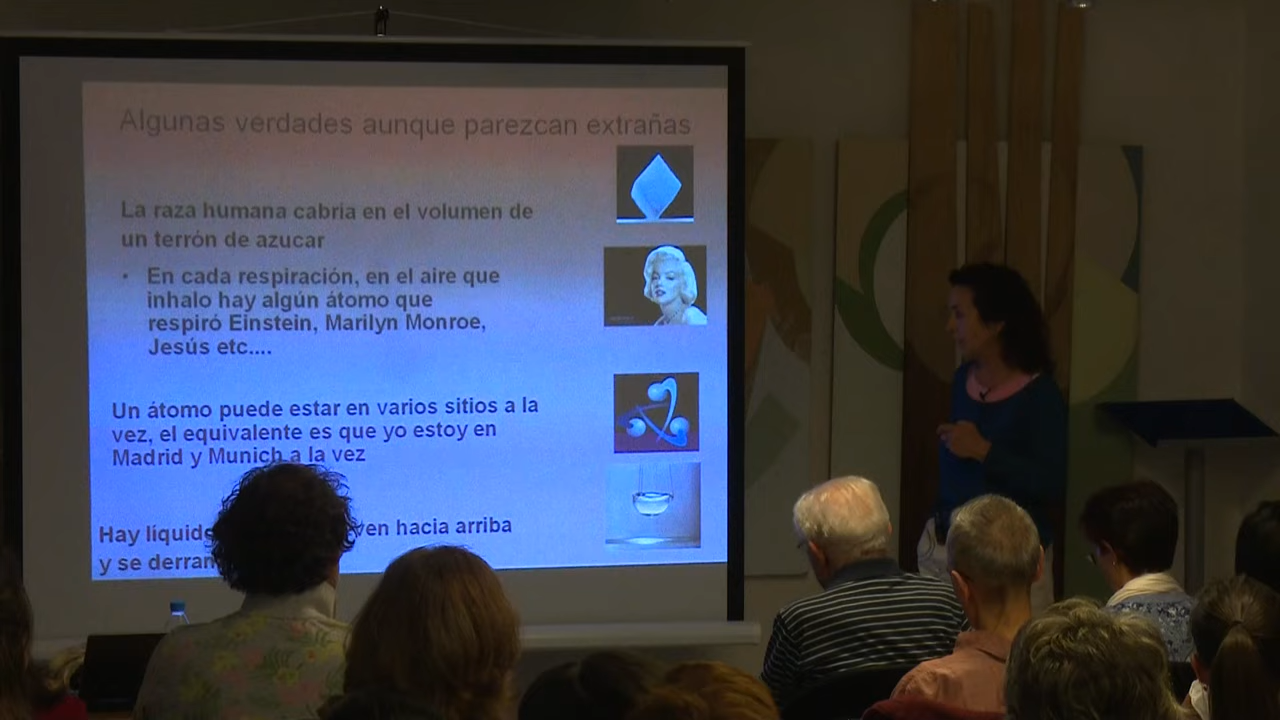 Algunas verdades aunque parezcan extrañas
La raza humana cabria en el volumen de
un terrón de azucar
• En cada respiración, en el aire que
inhalo hay algún átomo que
respiró Einstein, Marilyn Monroe,
Jesús etc....
Un átomo puede estar en varios sitios a la
vez, el equivalente es que yo estoy en
Madrid y Munich a la vez
Hay hacia arriba
y se